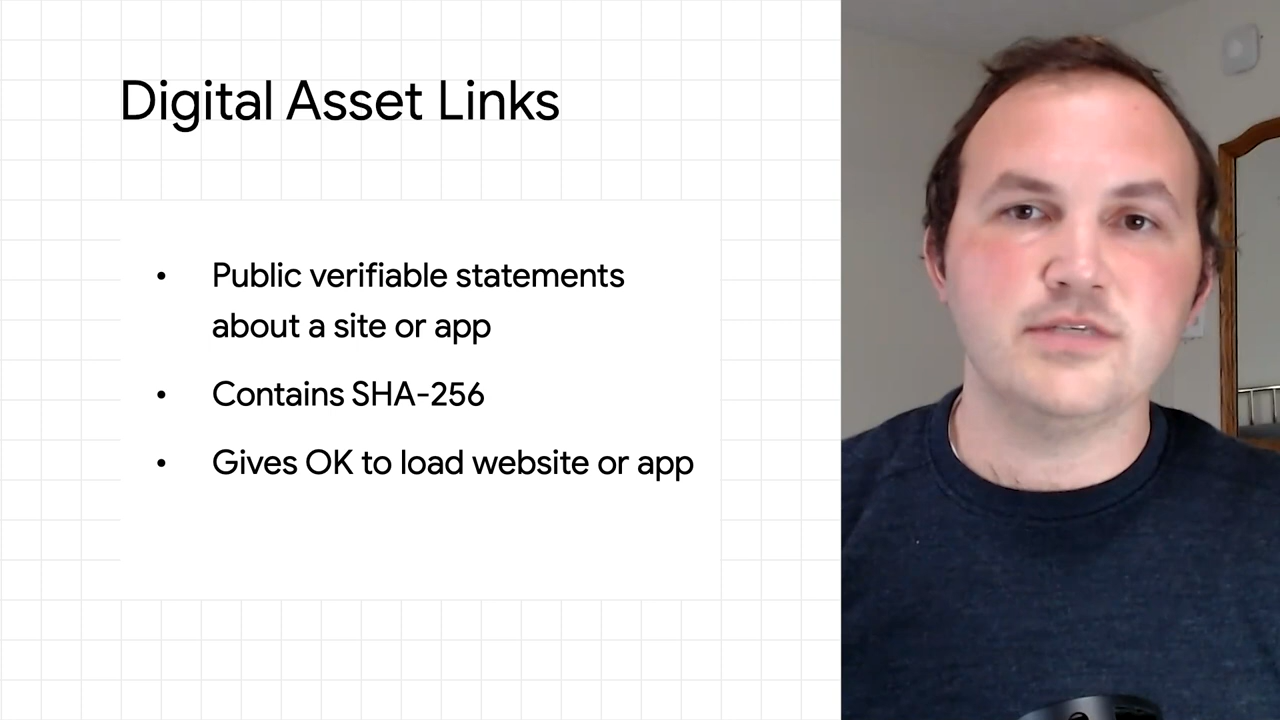 Digital Asset Links
• Public verifiable statements
about a site or app
• Contains SHA-256
• Gives OK to load website or app